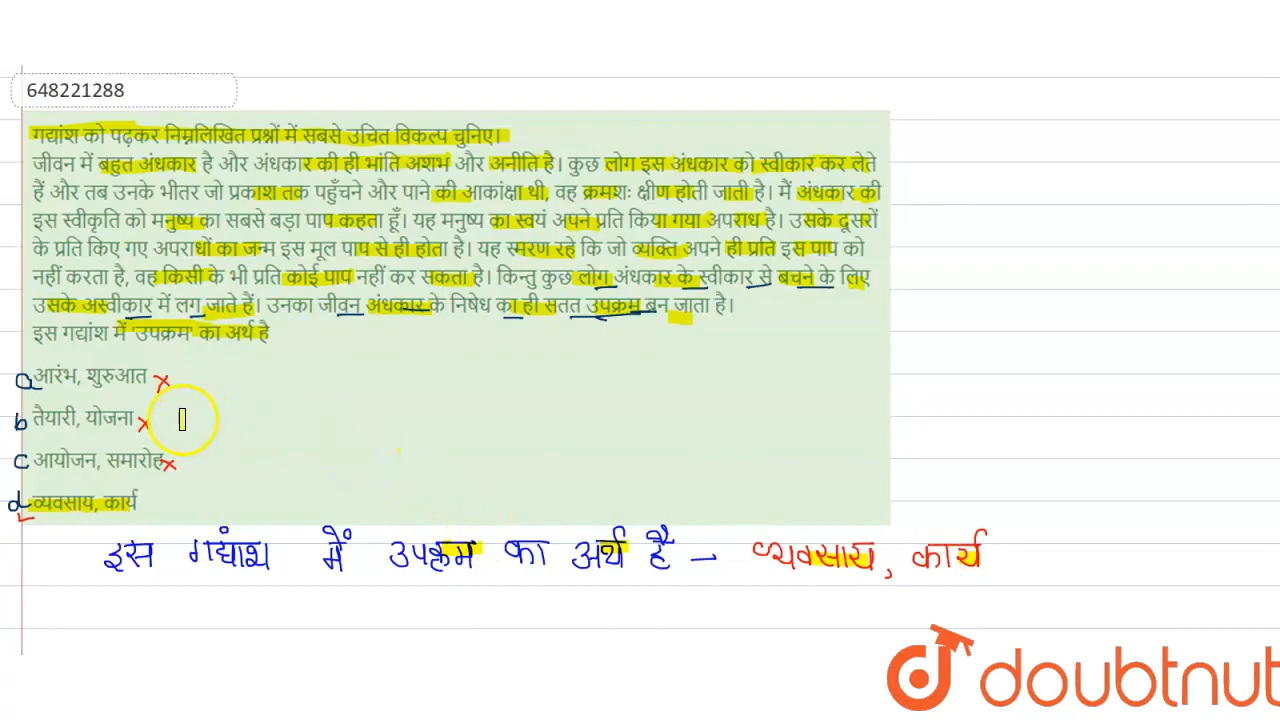 648221288
गद्यांश को पढ़कर निम्नलिखित प्रश्नों में सबसे उचित विकल्प चुनिए।
जीवन में बहुत अंधकार है और अंधकार की ही भांति अशभ और अनीति है। कुछ लोग इस अंधकार को स्वीकार कर लेते
हैं और तब उनके भीतर जो प्रकाश तक पहुँचने और पाने की आकांक्षा थी, वह क्रमशः क्षीण होती जाती है। मैं अंधकार की
इस स्वीकृति को मनुष्य का सबसे बड़ा पाप कहता हूँ। यह मनुष्य का स्वयं अपने प्रति किया गया अपराध है। उसके दूसरों
के प्रति किए गए अपराधों का जन्म इस मूल पाप से ही होता है। यह स्मरण रहे कि जो व्यक्ति अपने ही प्रति इस पाप को
नहीं करता है, वह किसी के भी प्रति कोई पाप नहीं कर सकता है। किन्तु कुछ लोग अंधकार के स्वीकार से बचने के लिए
उसके अस्वीकार में लग जाते हैं। उनका जीवन अंधकार के निषेध का ही सतत उपक्रम बन जाता है।
इस गद्यांश में 'उपक्रम' का अर्थ है
a आरंभ, शुरुआत ×
b तैयारी, योजना ×
c आयोजन, समारोह ×
d व्यवसाय, कार्य
इस गद्यांश में उपक्रम का अर्थ है – व्यवसाय, कार्य
doubtnut